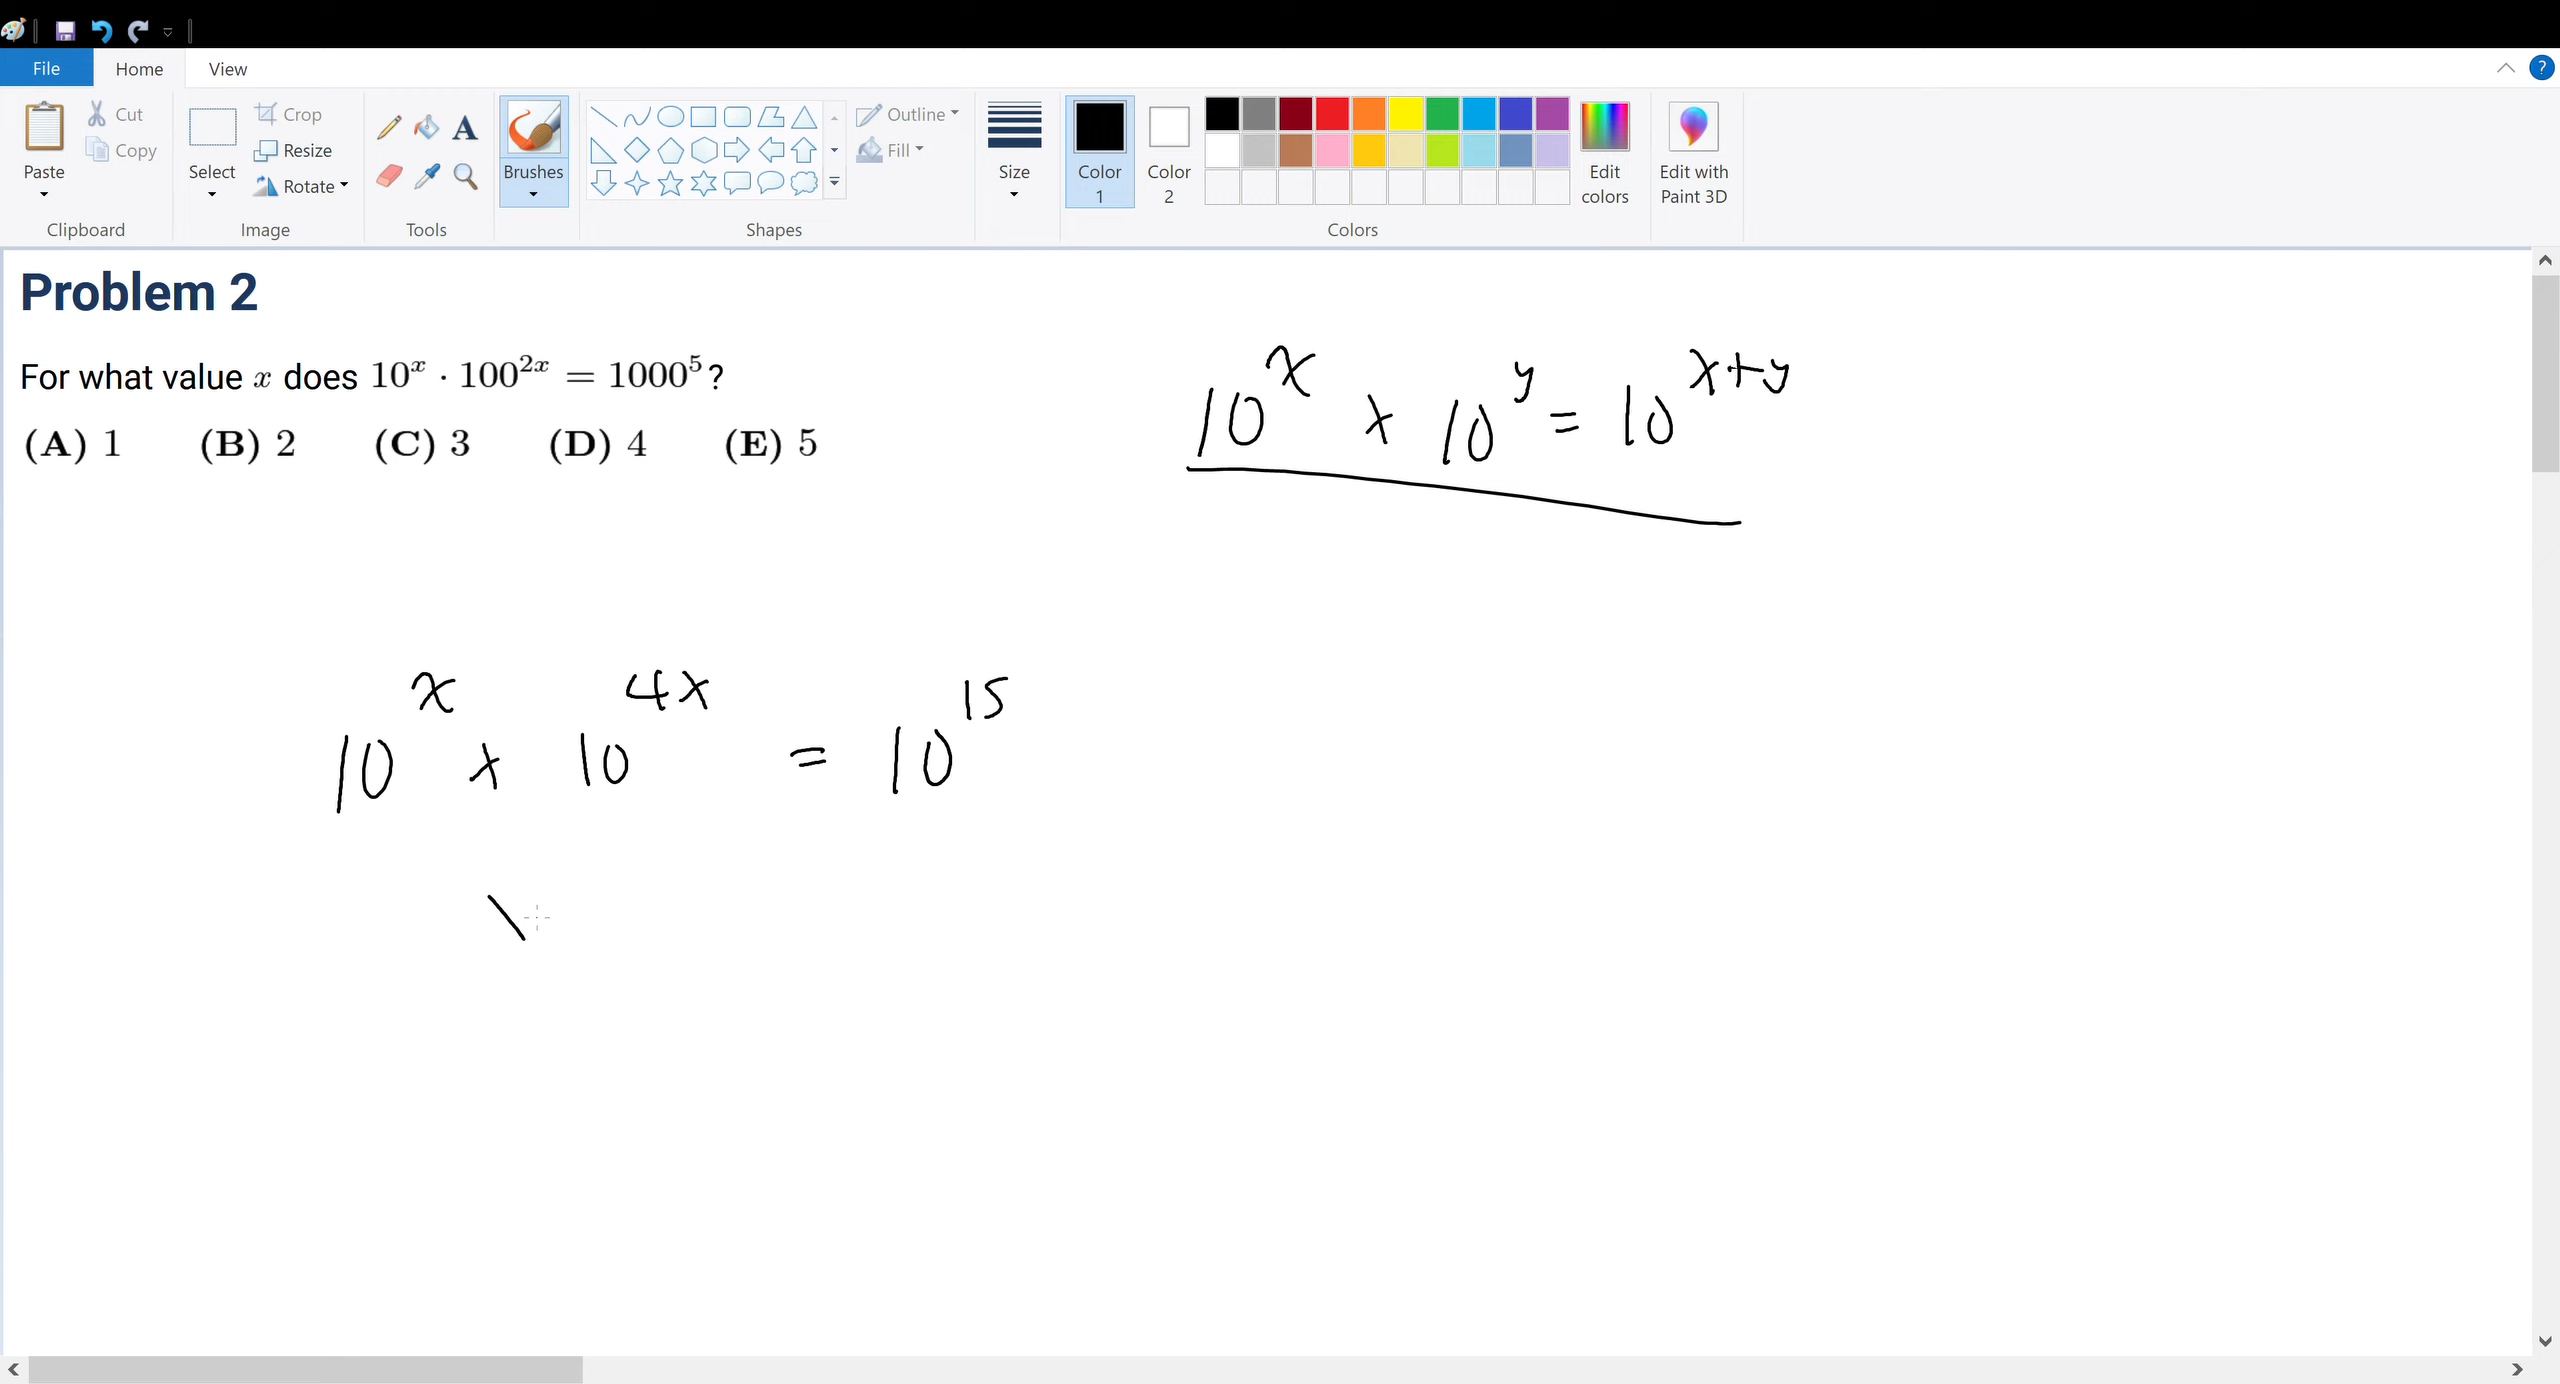 File Home View
Paste Cut Copy Clipboard
Select Crop Resize Rotate Image
Tools
Brushes
Outline Fill Shapes
Size
Color 1 Color 2 Edit colors Colors
Edit with Paint 3D
?
Problem 2
For what value x does 10^x · 100^{2x} = 1000^5?
(A) 1 (B) 2 (C) 3 (D) 4 (E) 5
10^x × 10^y = 10^{x+y}
10^x × 10^{4x} = 10^{15}